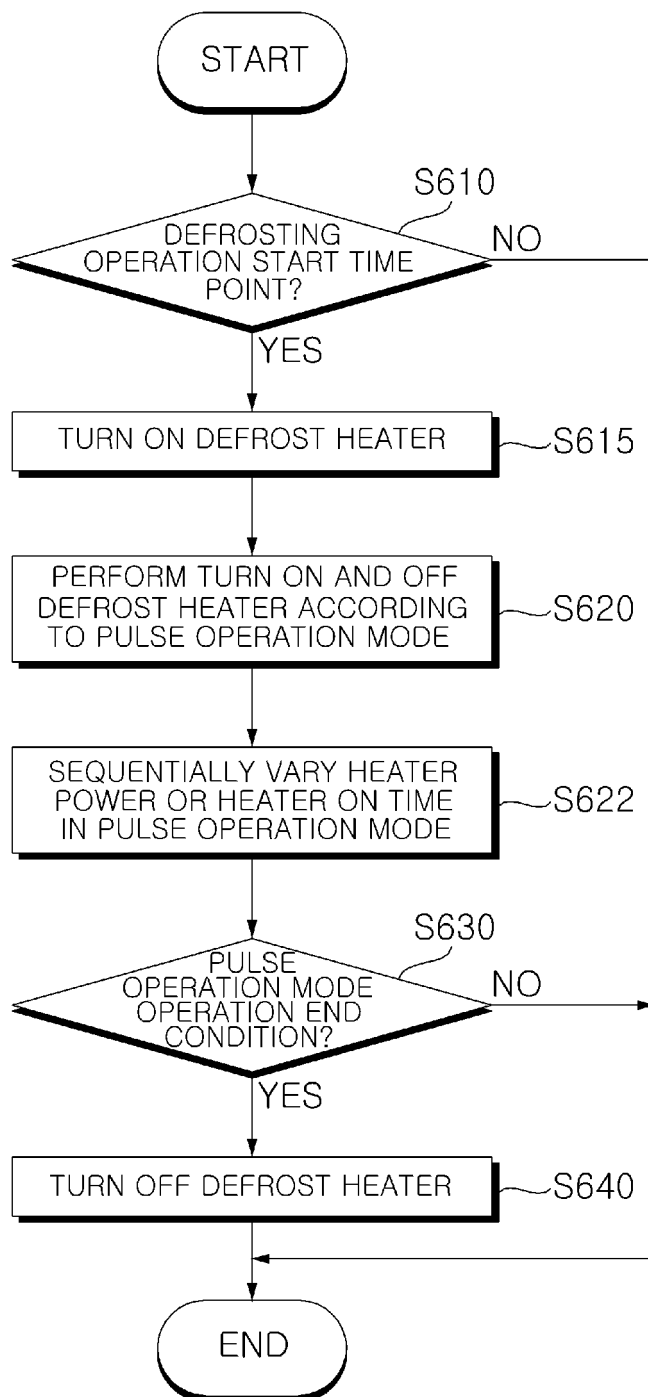 START
S610
DEFROSTING
OPERATION START TIME
POINT?
NO
YES
TURN ON DEFROST HEATER
S615
PERFORM TURN ON AND OFF
DEFROST HEATER ACCORDING
TO PULSE OPERATION MODE
S620
SEQUENTIALLY VARY HEATER
POWER OR HEATER ON TIME
IN PULSE OPERATION MODE
S622
S630
PULSE
OPERATION MODE
OPERATION END
CONDITION?
NO
YES
TURN OFF DEFROST HEATER
S640
END